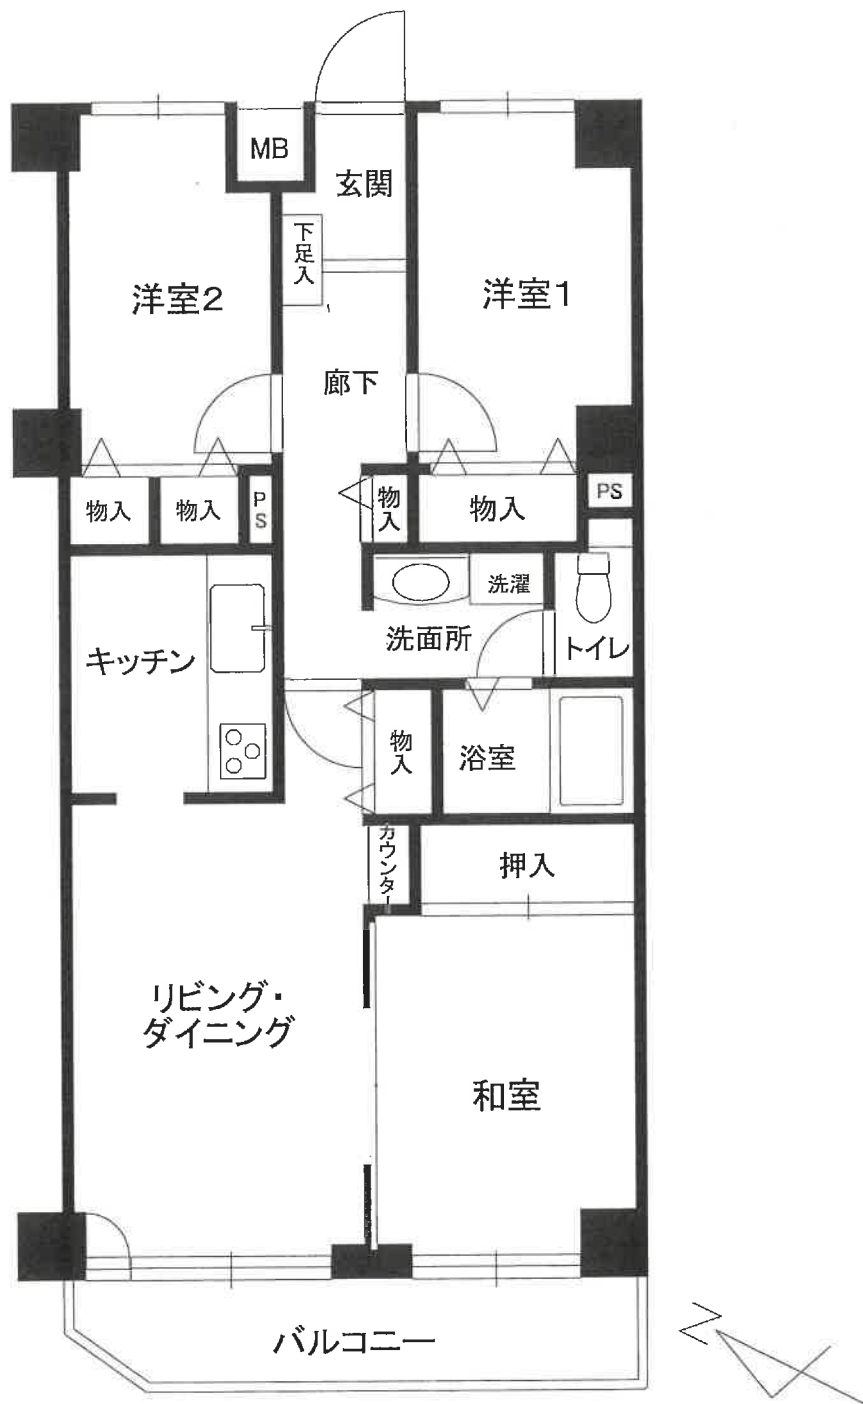 MB
玄関
下足入
洋室2
洋室1
廊下
物入
物入
PS
物入
物入
PS
洗濯
洗面所
トイレ
キッチン
物入
浴室
カウンター
押入
リビング・
ダイニング
和室
バルコニー
N